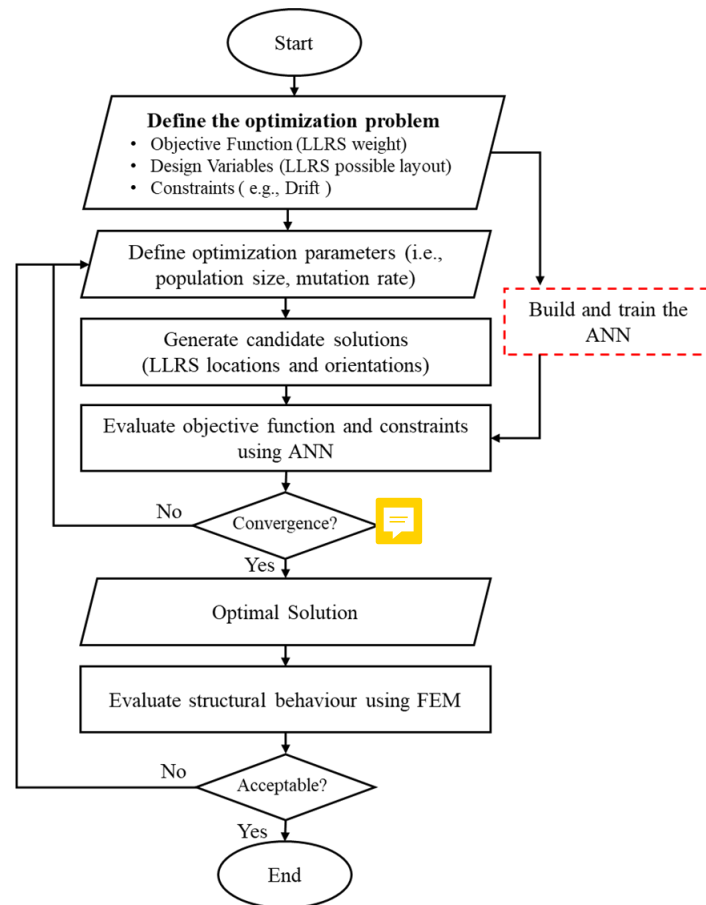 Start
Define the optimization problem
• Objective Function (LLRS weight)
• Design Variables (LLRS possible layout)
• Constraints ( e.g., Drift )
Define optimization parameters (i.e.,
population size, mutation rate)
Build and train the
ANN
Generate candidate solutions
(LLRS locations and orientations)
Evaluate objective function and constraints
using ANN
No
Convergence?
Yes
Optimal Solution
Evaluate structural behaviour using FEM
No
Acceptable?
Yes
End